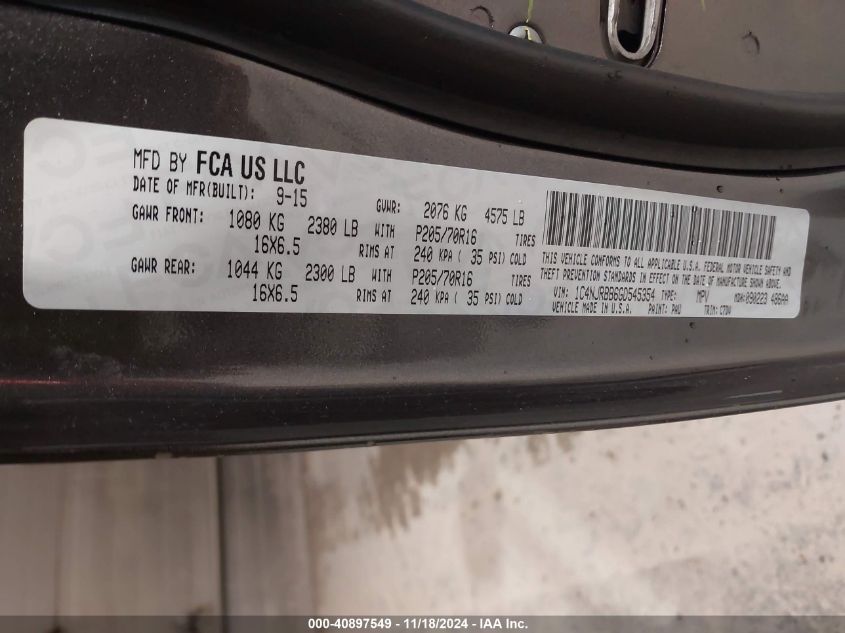 MFD BY FCA US LLC
DATE OF MFR(BUILT): 9-15 GVWR: 2076 KG 4575 LB
GAWR FRONT: 1080 KG 2380 LB WITH P205/70R16 TIRES
16X6.5 RIMS AT 240 KPA ( 35 PSI) COLD
GAWR REAR: 1044 KG 2300 LB WITH P205/70R16 TIRES
16X6.5 RIMS AT 240 KPA ( 35 PSI) COLD
THIS VEHICLE CONFORMS TO ALL APPLICABLE U.S.A. FEDERAL MOTOR VEHICLE SAFETY AND
THEFT PREVENTION STANDARDS IN EFFECT ON THE DATE OF MANUFACTURE SHOWN ABOVE.
VIN: 1C4NJRBB6GD545354 TYPE: MPV MDH:090223 486AA
VEHICLE MADE IN U.S.A. PAINT: PAU TRIM:
000-40897549 - 11/18/2024 - IAA Inc.